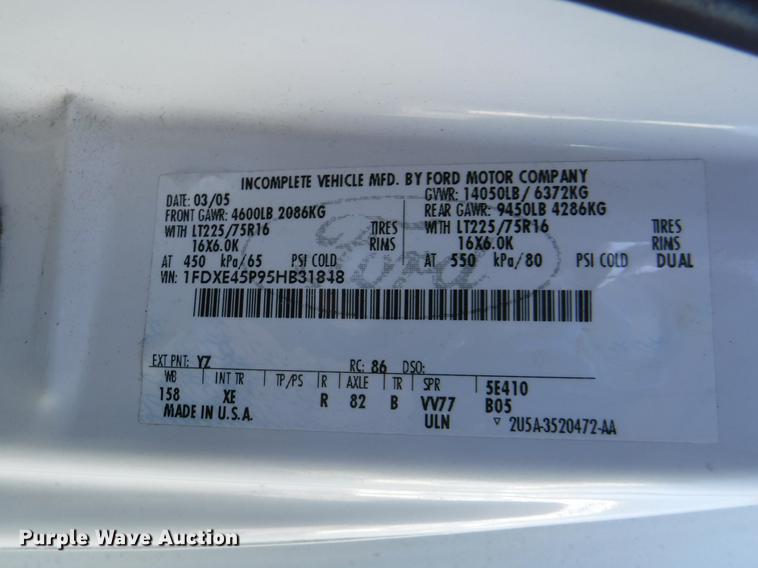 INCOMPLETE VEHICLE MFD. BY FORD MOTOR COMPANY
DATE: 03/05 GVWR: 14050LB/ 6372KG
FRONT GAWR: 4600LB 2086KG REAR GAWR: 9450LB 4286KG
WITH LT225/75R16 TIRES WITH LT225/75R16 TIRES
16X6.0K RIMS 16X6.0K RIMS
AT 450 kPa/65 PSI COLD AT 550 kPa/80 PSI COLD DUAL
VIN: 1FDXE45P95HB31848
Ford
EXT PNT: YZ RC: 86 DSO:
WB INT TR TP/PS R AXLE TR SPR 5E410
158 XE R 82 B VV77 B05
MADE IN U.S.A. ULN ▽ 2U5A-3520472-AA
Purple Wave Auction